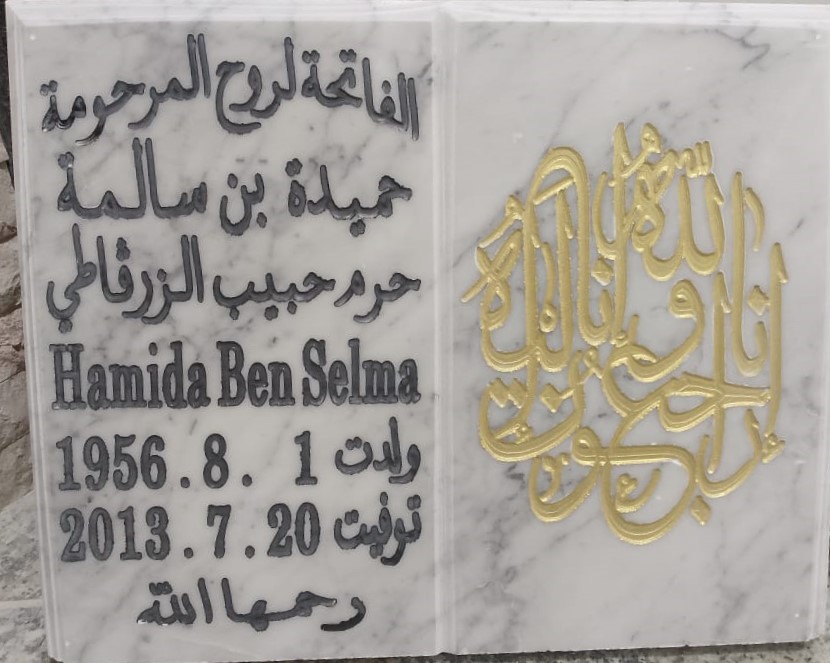 الفاتحة لروح المرحومة
حميدة بن سالمة
حرم حبيب الزرڨاطي
Hamida Ben Selma
ولدت 1 . 8 . 1956
توفيت 20 . 7 . 2013
رحمها الله
إنا لله وإنا إليه راجعون